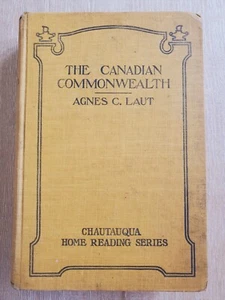 THE CANADIAN
COMMONWEALTH
AGNES C. LAUT
CHAUTAUQUA
HOME READING SERIES